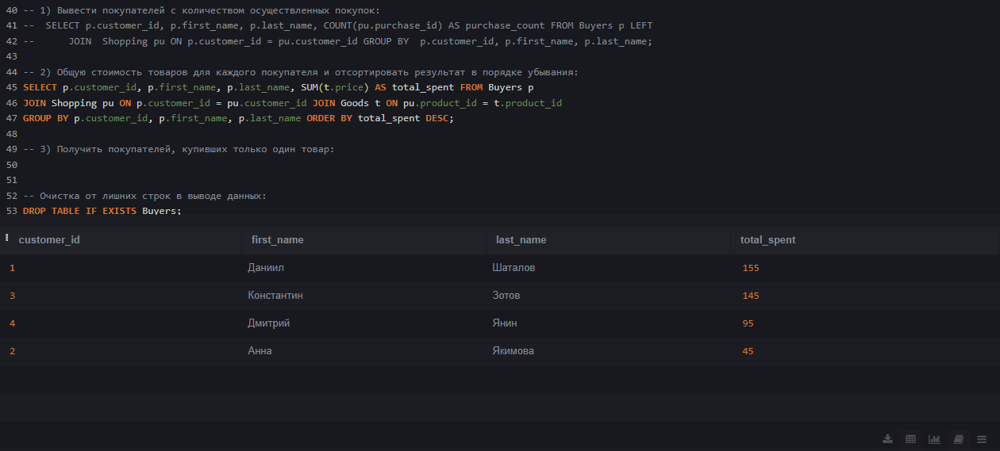 40 -- 1) Вывести покупателей с количеством осуществленных покупок:
41 --  SELECT p.customer_id, p.first_name, p.last_name, COUNT(pu.purchase_id) AS purchase_count FROM Buyers p LEFT
42 --      JOIN  Shopping pu ON p.customer_id = pu.customer_id GROUP BY  p.customer_id, p.first_name, p.last_name;
43
44 -- 2) Общую стоимость товаров для каждого покупателя и отсортировать результат в порядке убывания:
45 SELECT p.customer_id, p.first_name, p.last_name, SUM(t.price) AS total_spent FROM Buyers p
46 JOIN Shopping pu ON p.customer_id = pu.customer_id JOIN Goods t ON pu.product_id = t.product_id
47 GROUP BY p.customer_id, p.first_name, p.last_name ORDER BY total_spent DESC;
48
49 -- 3) Получить покупателей, купивших только один товар:
50
51
52 -- Очистка от лишних строк в выводе данных:
53 DROP TABLE IF EXISTS Buyers;
customer_id first_name last_name total_spent
1 Даниил Шаталов 155
3 Константин Зотов 145
4 Дмитрий Янин 95
2 Анна Якимова 45